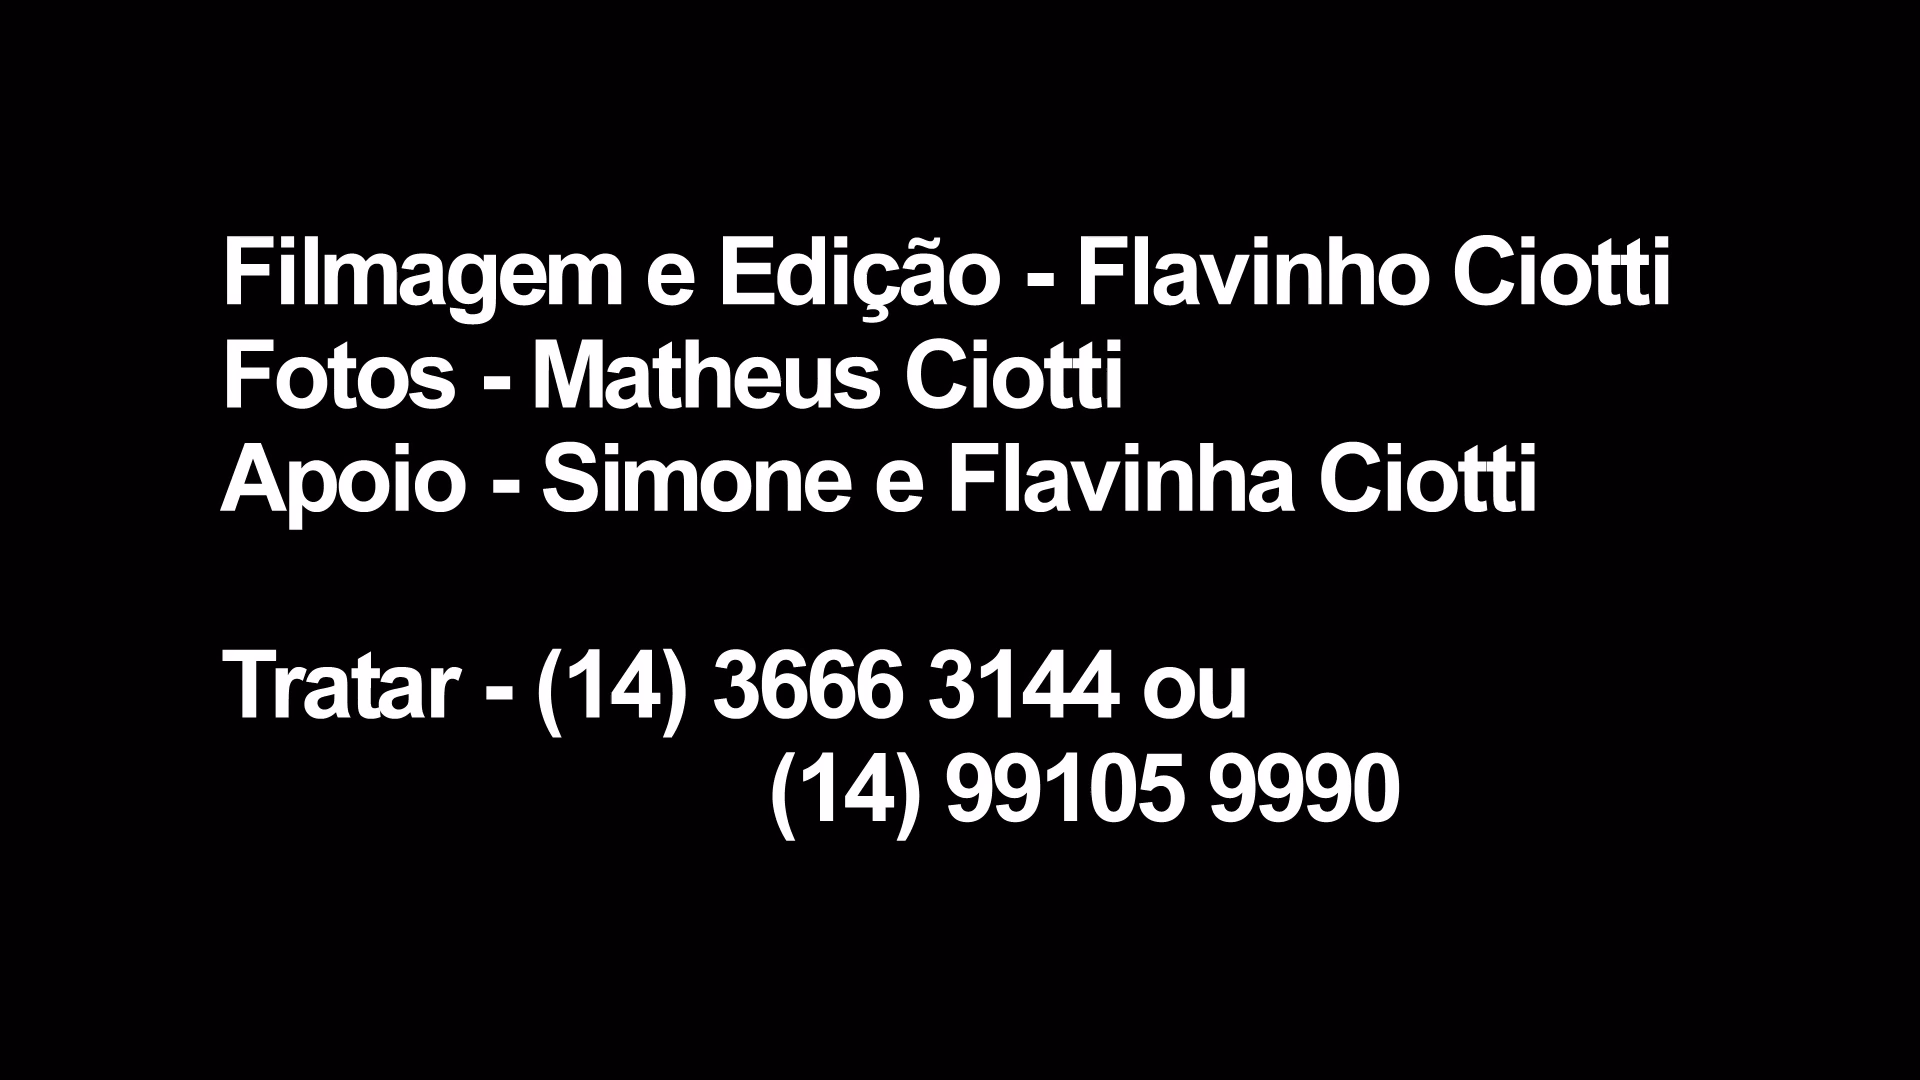 Filmagem e Edição - Flavinho Ciotti
Fotos - Matheus Ciotti
Apoio - Simone e Flavinha Ciotti
Tratar - (14) 3666 3144 ou
(14) 99105 9990